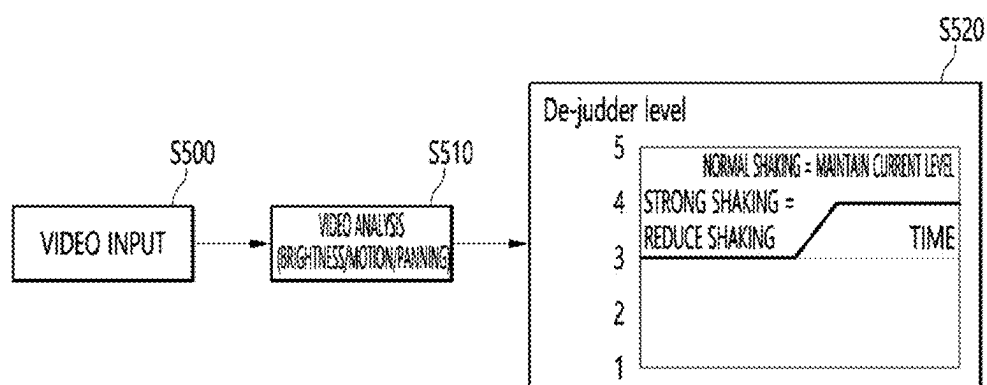 S520
De-judder level
S500
S510
VIDEO INPUT
VIDEO ANALYSIS
(BRIGHTNESS/MOTION/PANNING)
5
NORMAL SHAKING = MAINTAIN CURRENT LEVEL
4
STRONG SHAKING =
REDUCE SHAKING
TIME
3
2
1